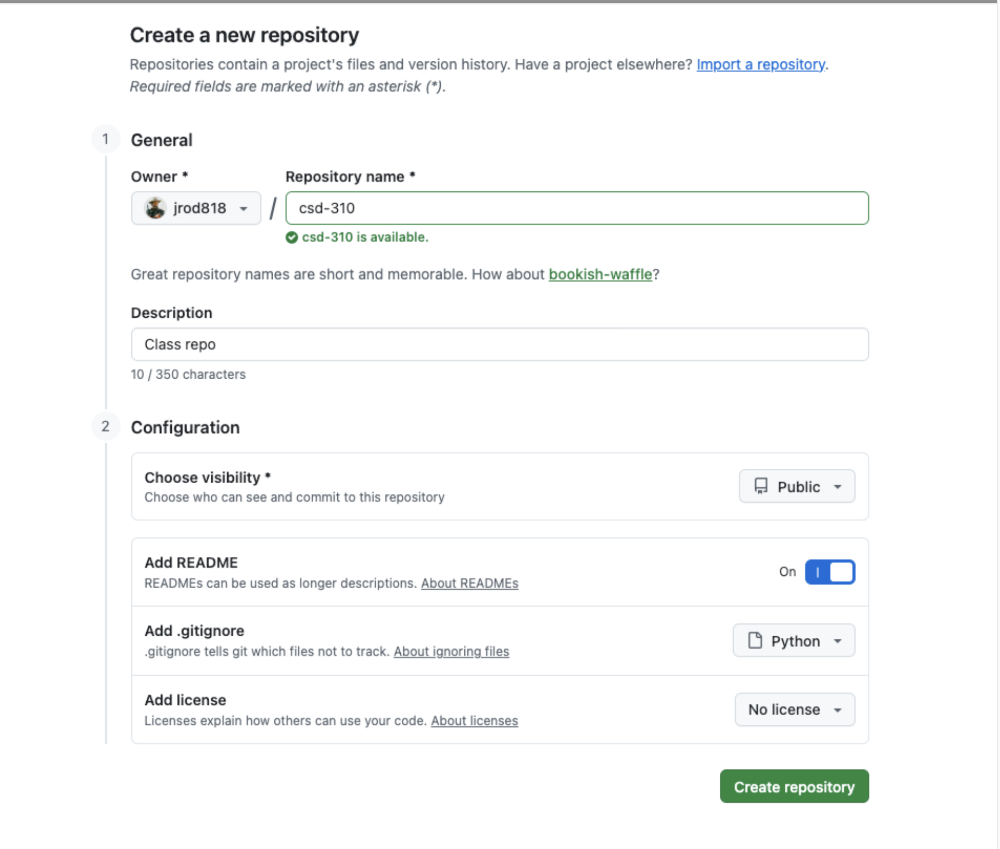 Create a new repository
Repositories contain a project's files and version history. Have a project elsewhere? Import a repository.
Required fields are marked with an asterisk (*).
1 General
Owner * Repository name *
jrod818 / csd-310
csd-310 is available.
Great repository names are short and memorable. How about bookish-waffle?
Description
Class repo
10 / 350 characters
2 Configuration
Choose visibility *
Choose who can see and commit to this repository
Public
Add README
READMEs can be used as longer descriptions. About READMEs
On
Add .gitignore
.gitignore tells git which files not to track. About ignoring files
Python
Add license
Licenses explain how others can use your code. About licenses
No license
Create repository